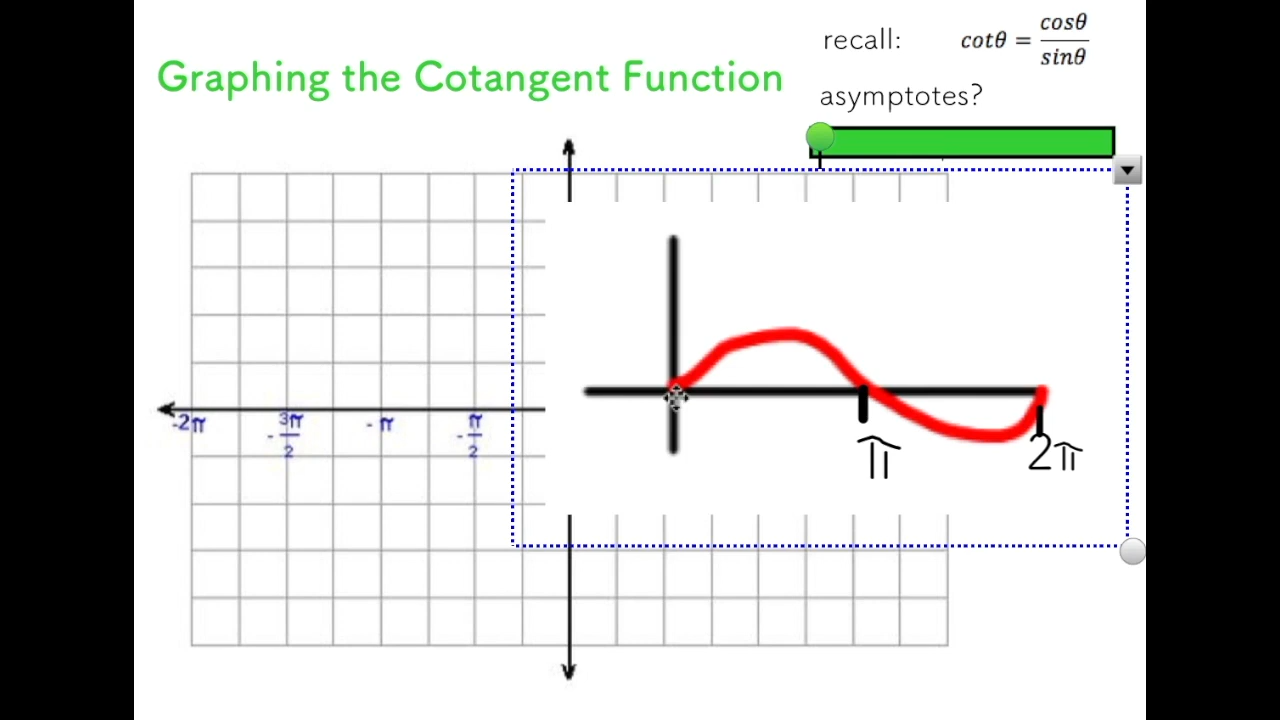 recall: cotθ = cosθ/sinθ
Graphing the Cotangent Function
asymptotes?
-2π -3π/2 -π -π/2
π 2π